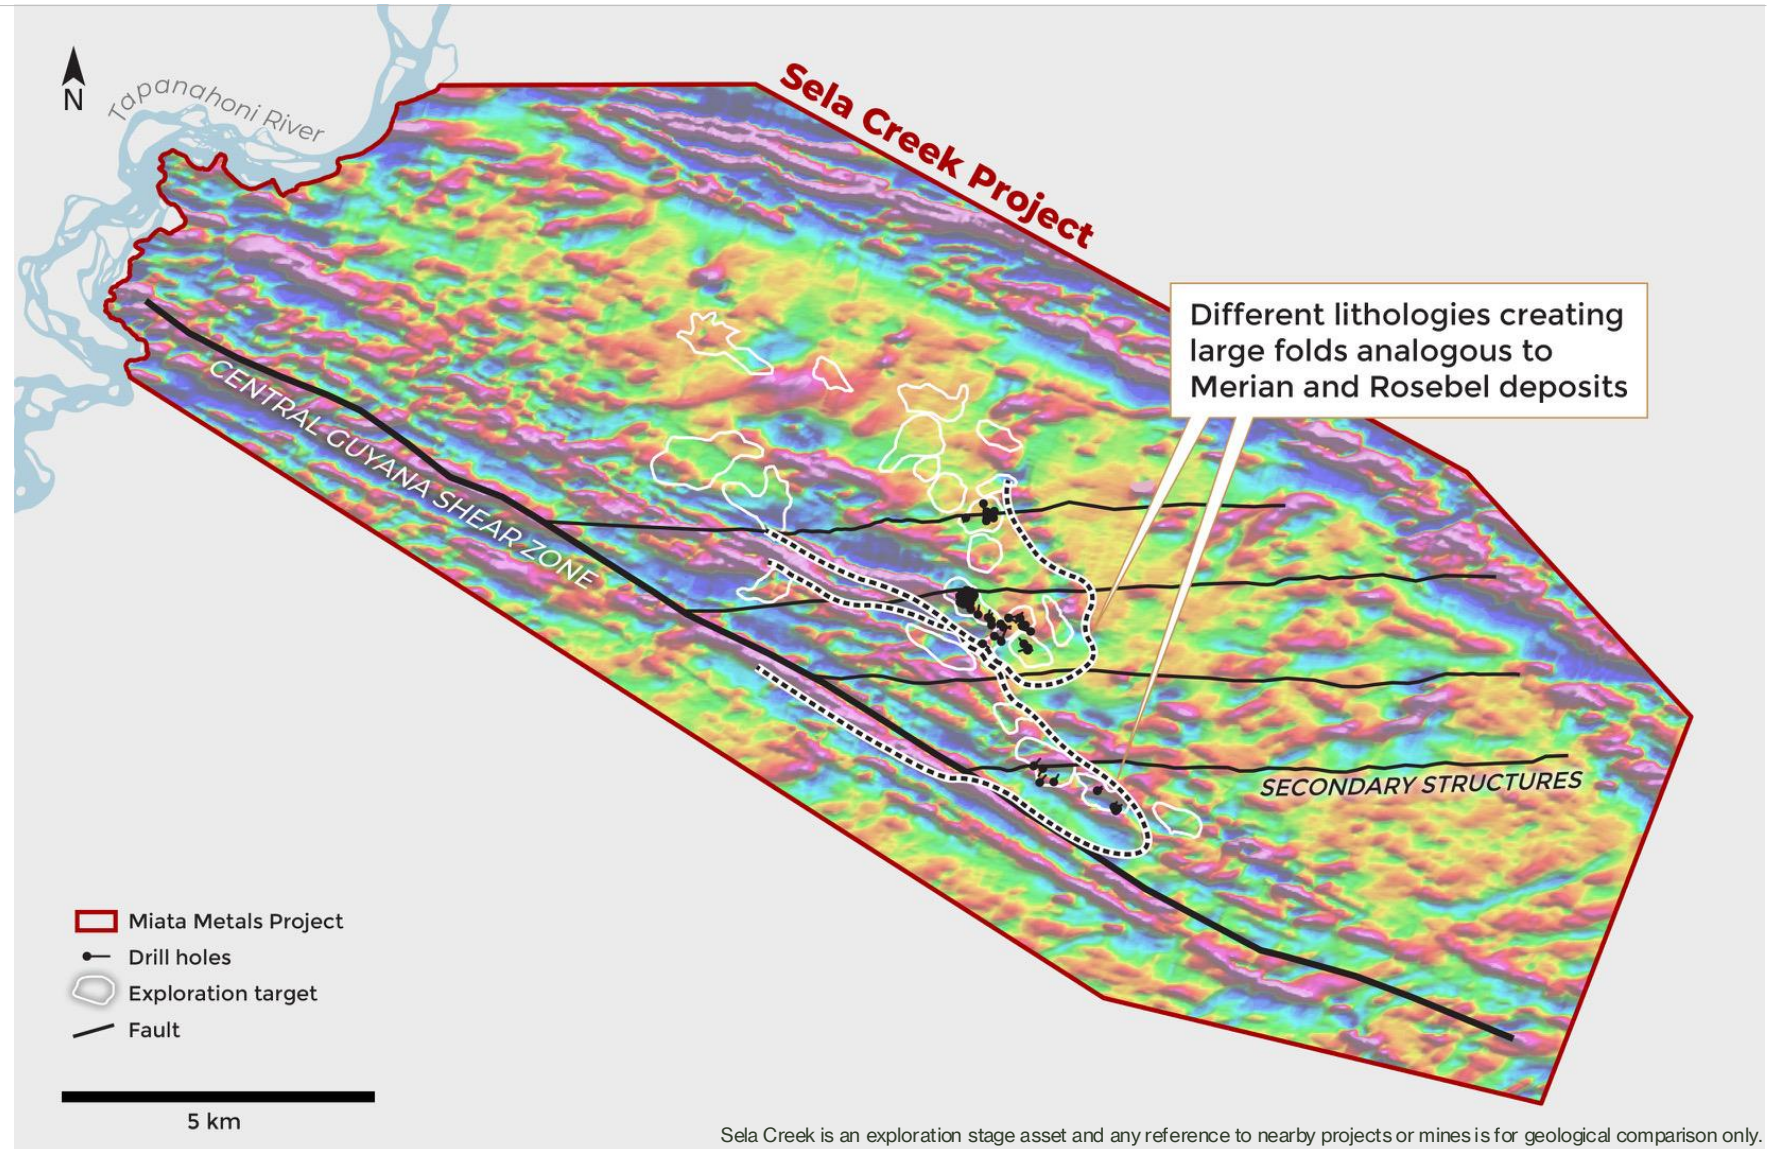 N
Tapanahoni River
Sela Creek Project
Different lithologies creating
large folds analogous to
Merian and Rosebel deposits
CENTRAL GUYANA SHEAR ZONE
SECONDARY STRUCTURES
Miata Metals Project
Drill holes
Exploration target
Fault
5 km
Sela Creek is an exploration stage asset and any reference to nearby projects or mines is for geological comparison only.